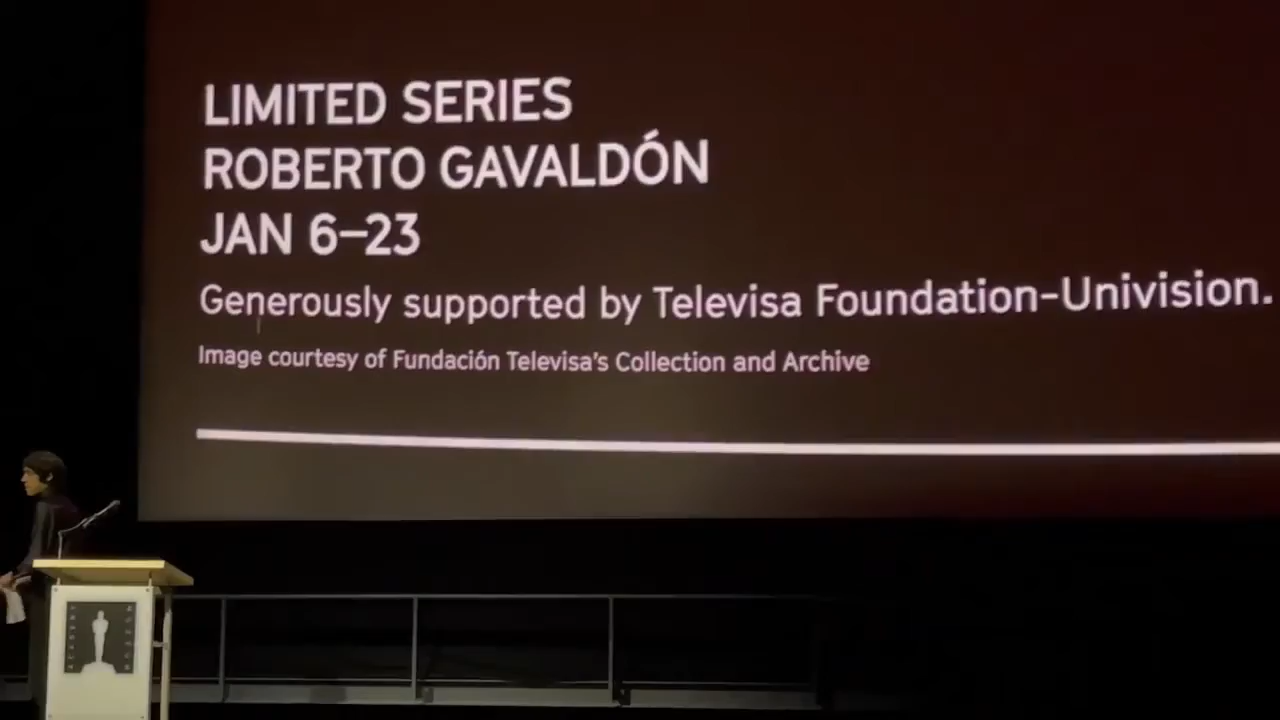 LIMITED SERIES
ROBERTO GAVALDÓN
JAN 6–23
Generously supported by Televisa Foundation-Univision.
Image courtesy of Fundación Televisa's Collection and Archive